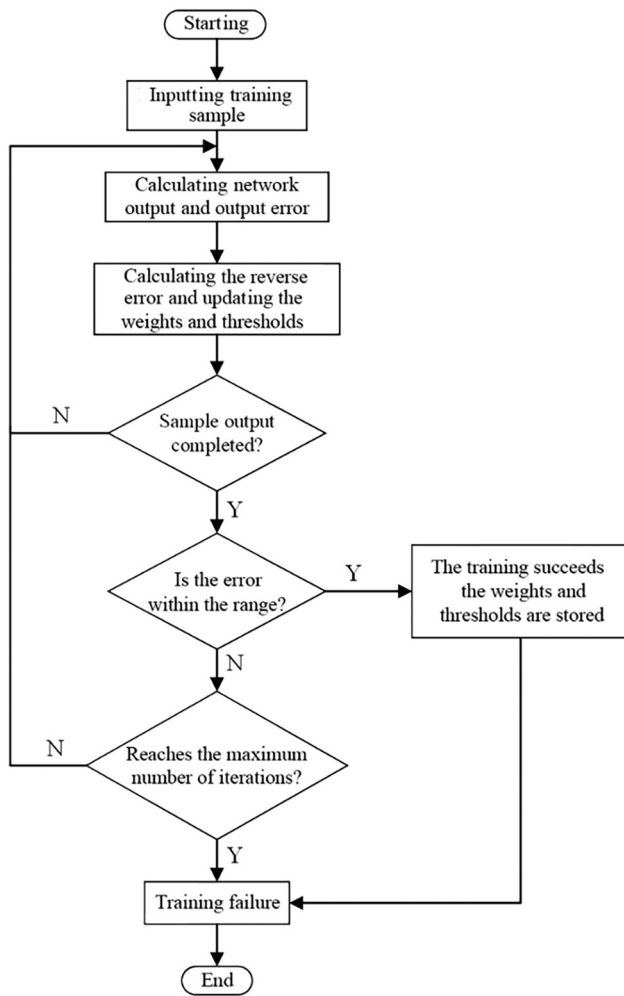 Starting
Inputting training
sample
Calculating network
output and output error
Calculating the reverse
error and updating the
weights and thresholds
N
Sample output
completed?
Y
Is the error
within the range?
Y
The training succeeds
the weights and
thresholds are stored
N
N
Reaches the maximum
number of iterations?
Y
Training failure
End